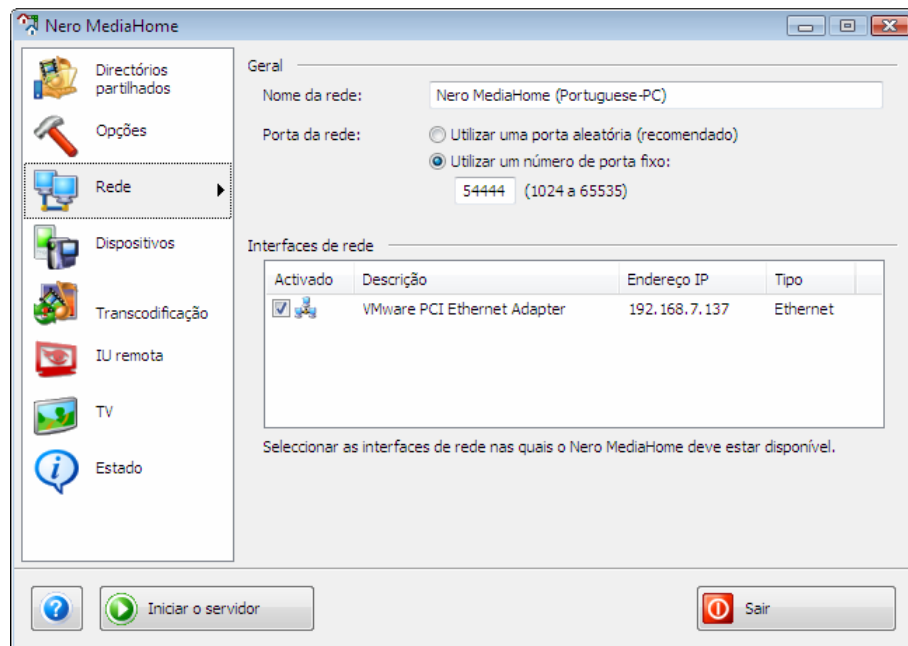 Nero MediaHome
Directórios
partilhados
Opções
Rede
Dispositivos
Transcodificação
IU remota
TV
Estado
Geral
Nome da rede: Nero MediaHome (Portuguese-PC)
Porta da rede: Utilizar uma porta aleatória (recomendado)
Utilizar um número de porta fixo:
54444 (1024 a 65535)
Interfaces de rede
Activado Descrição Endereço IP Tipo
VMware PCI Ethernet Adapter 192.168.7.137 Ethernet
Seleccionar as interfaces de rede nas quais o Nero MediaHome deve estar disponível.
Iniciar o servidor
Sair